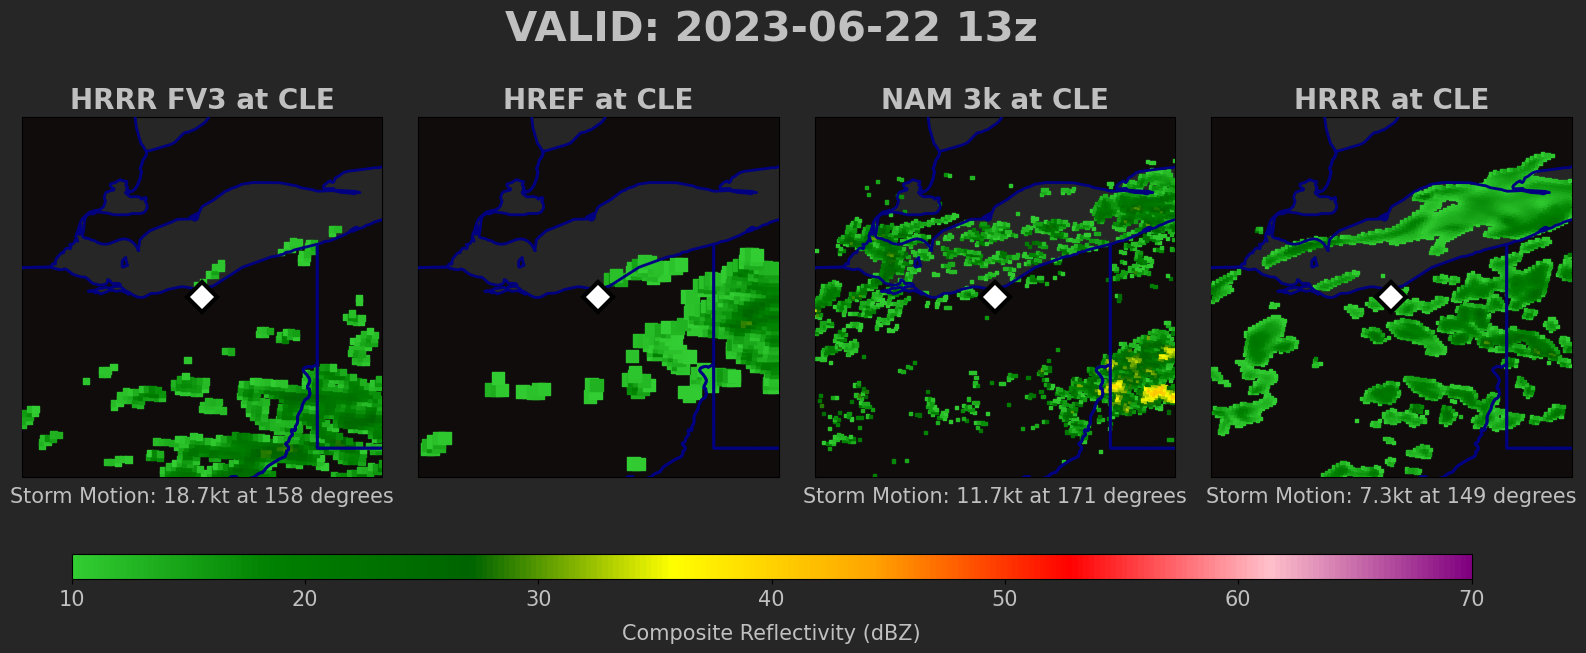 VALID: 2023-06-22 13z
HRRR FV3 at CLE
HREF at CLE
NAM 3k at CLE
HRRR at CLE
Storm Motion: 18.7kt at 158 degrees
Storm Motion: 11.7kt at 171 degrees
Storm Motion: 7.3kt at 149 degrees
10 20 30 40 50 60 70
Composite Reflectivity (dBZ)